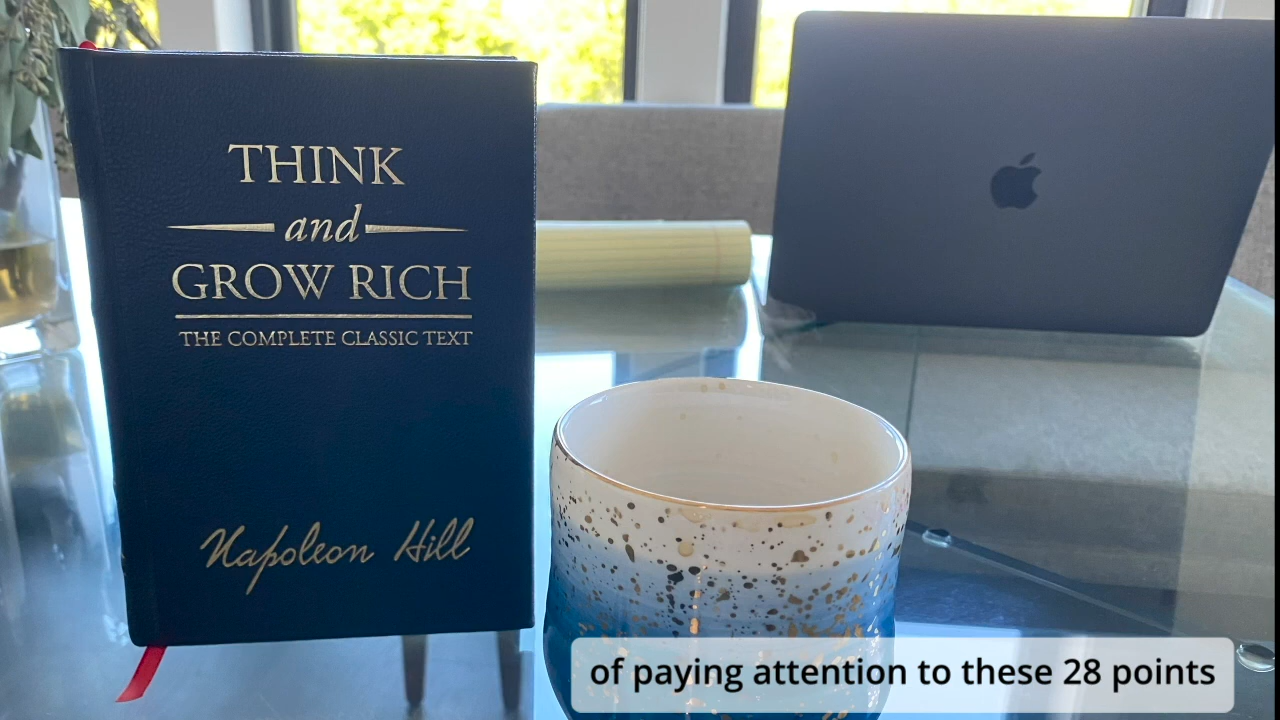 THINK
and
GROW RICH
THE COMPLETE CLASSIC TEXT
Napoleon Hill
of paying attention to these 28 points